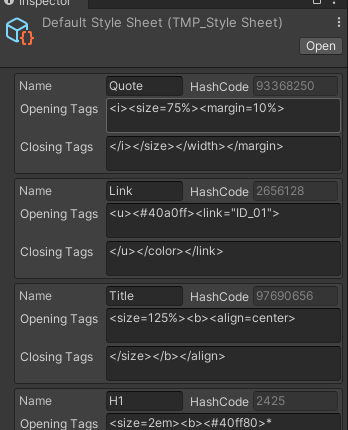 Inspector
Default Style Sheet (TMP_Style Sheet)
Open
Name Quote HashCode 93368250
Opening Tags <i><size=75%><margin=10%>
Closing Tags </i></size></width></margin>
Name Link HashCode 2656128
Opening Tags <u><#40a0ff><link="ID_01">
Closing Tags </u></color></link>
Name Title HashCode 97690656
Opening Tags <size=125%><b><align=center>
Closing Tags </size></b></align>
Name H1 HashCode 2425
Opening Tags <size=2em><b><#40ff80>*